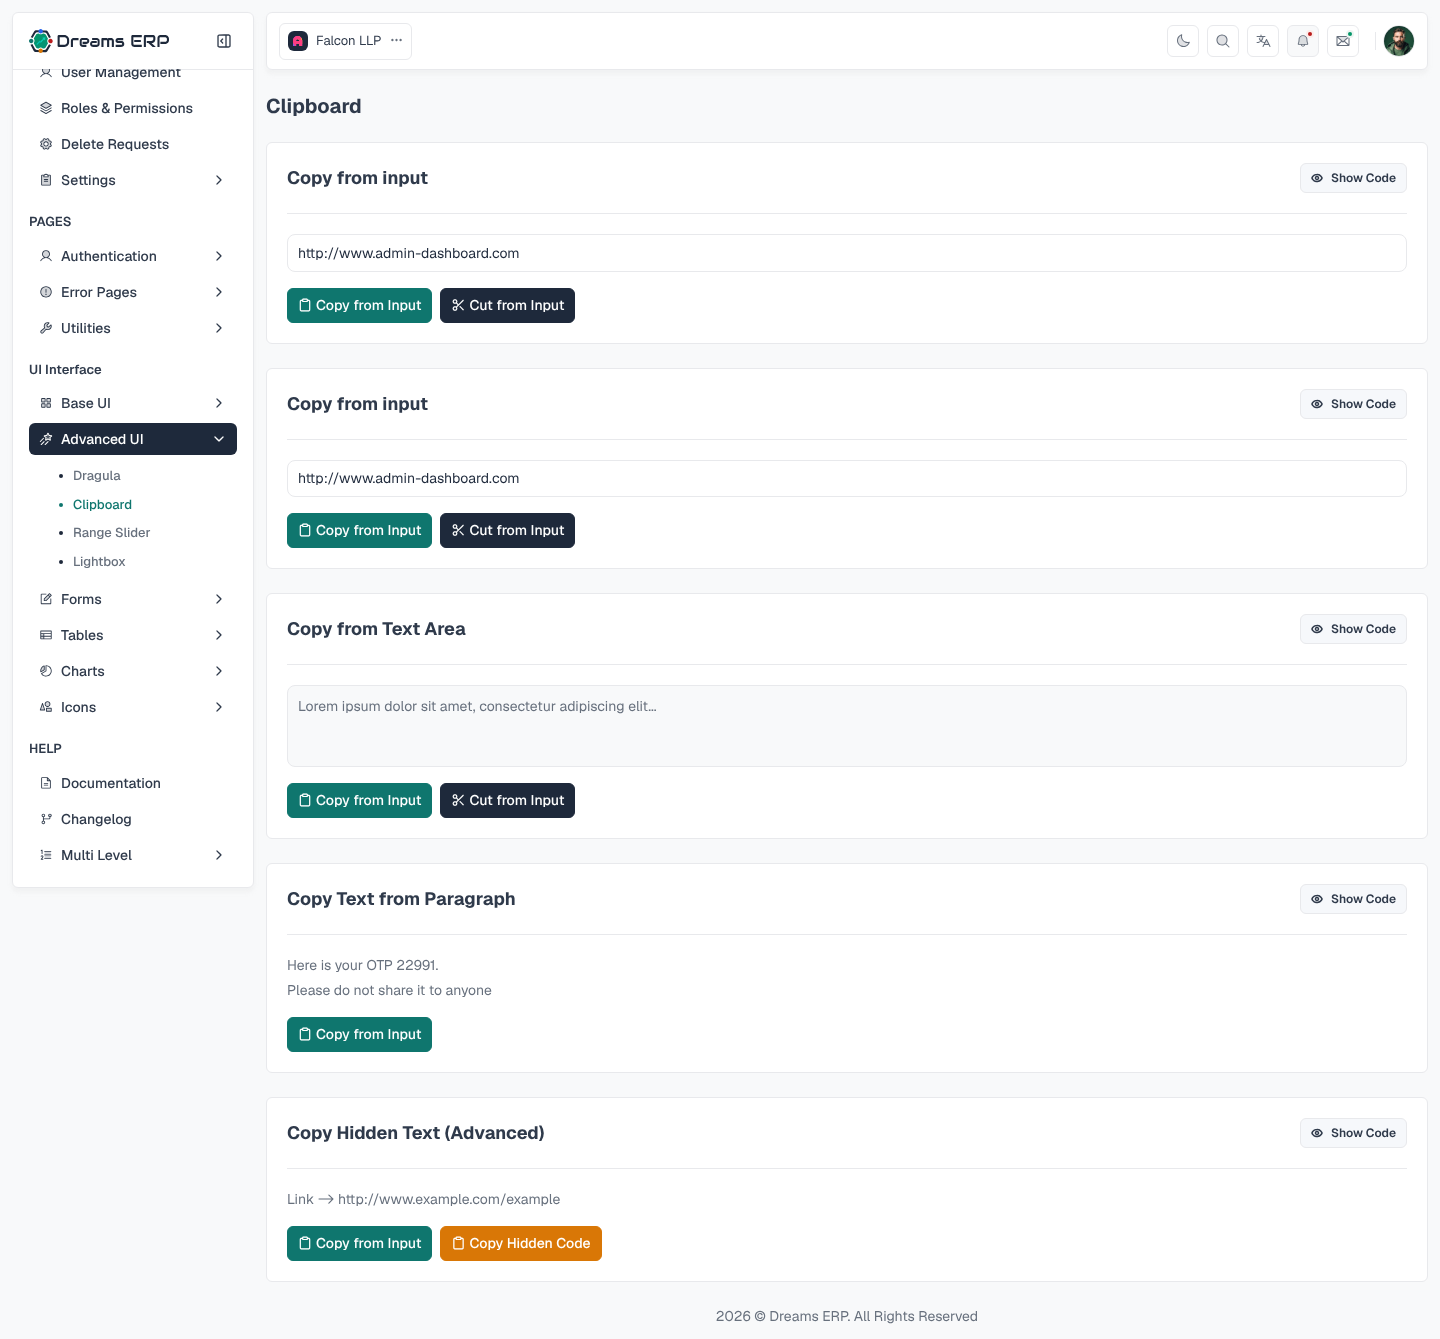 Dreams ERP
User Management
Roles & Permissions
Delete Requests
Settings
PAGES
Authentication
Error Pages
Utilities
UI Interface
Base UI
Advanced UI
Dragula
Clipboard
Range Slider
Lightbox
Forms
Tables
Charts
Icons
HELP
Documentation
Changelog
Multi Level
Falcon LLP ...
Clipboard
Copy from input
Show Code
http://www.admin-dashboard.com
Copy from Input Cut from Input
Copy from input
Show Code
http://www.admin-dashboard.com
Copy from Input Cut from Input
Copy from Text Area
Show Code
Lorem ipsum dolor sit amet, consectetur adipiscing elit...
Copy from Input Cut from Input
Copy Text from Paragraph
Show Code
Here is your OTP 22991.
Please do not share it to anyone
Copy from Input
Copy Hidden Text (Advanced)
Show Code
Link –> http://www.example.com/example
Copy from Input Copy Hidden Code
2026 © Dreams ERP. All Rights Reserved